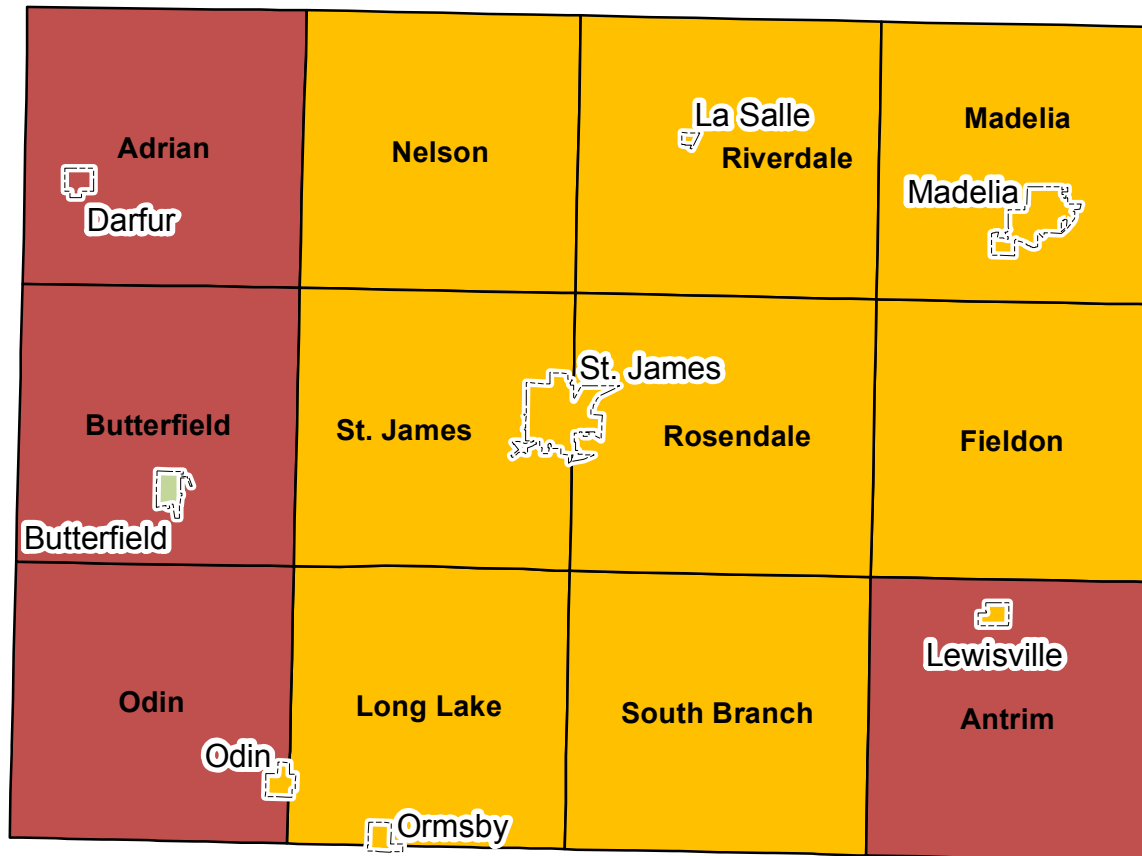 Adrian
Darfur
Nelson
La Salle
Riverdale
Madelia
Madelia
Butterfield
Butterfield
St. James
St. James
Rosendale
Fieldon
Odin
Odin
Long Lake
Ormsby
South Branch
Lewisville
Antrim